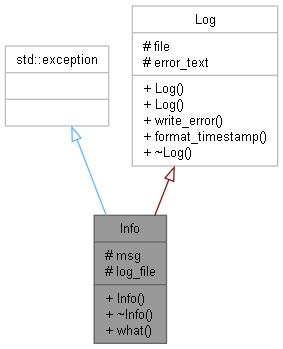 Log
# file
# error_text
+ Log()
+ Log()
+ write_error()
+ format_timestamp()
+ ~Log()
std::exception
Info
# msg
# log_file
+ Info()
+ ~Info()
+ what()